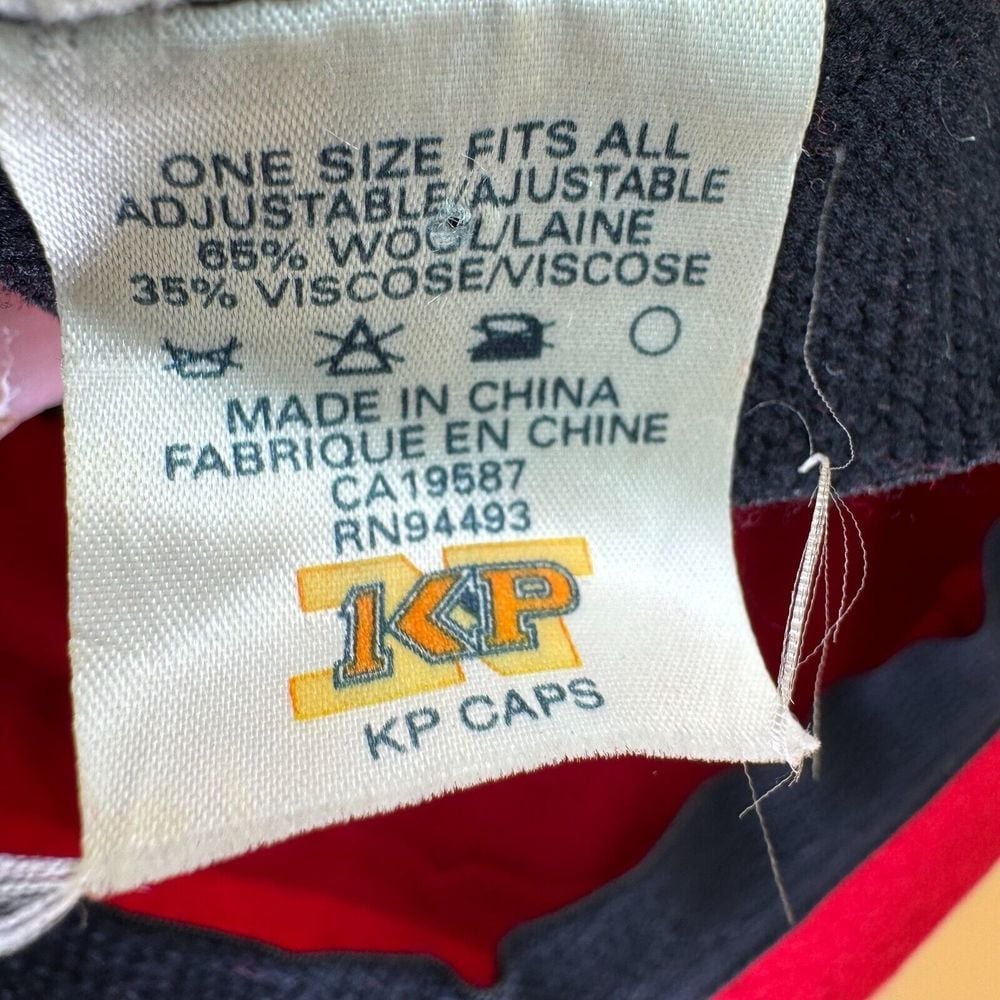 ONE SIZE FITS ALL
ADJUSTABLE/AJUSTABLE
65% WOOL/LAINE
35% VISCOSE/VISCOSE
MADE IN CHINA
FABRIQUE EN CHINE
CA19587
RN94493
N
KP
KP CAPS